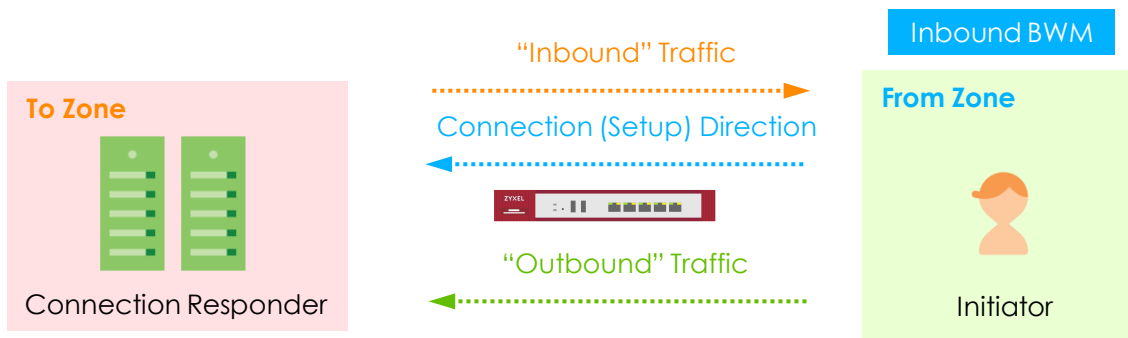 Inbound BWM
“Inbound” Traffic
To Zone
From Zone
Connection (Setup) Direction
ZYXEL
“Outbound” Traffic
Connection Responder
Initiator